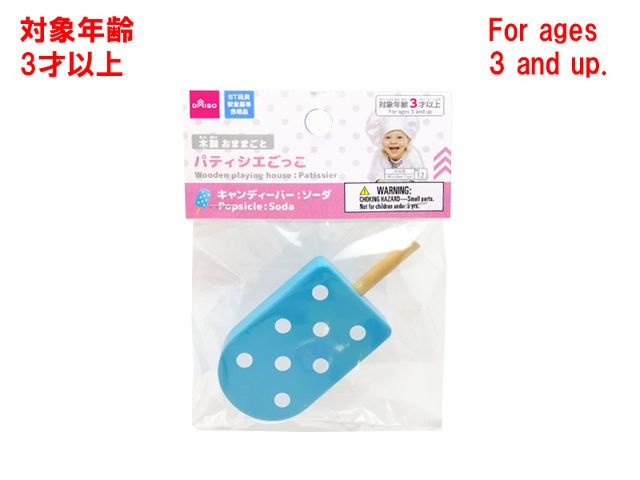 対象年齢
3才以上
For ages
3 and up.
DAISO
ST玩具
安全基準
合格品
対象年齢3才以上
For ages 3 and up
木製 おままごと
パティシエごっこ
Wooden playing house : Patissier
12
キャンディーバー：ソーダ
Popsicle : Soda
WARNING:
CHOKING HAZARD—Small parts.
Not for children under 3 yrs.